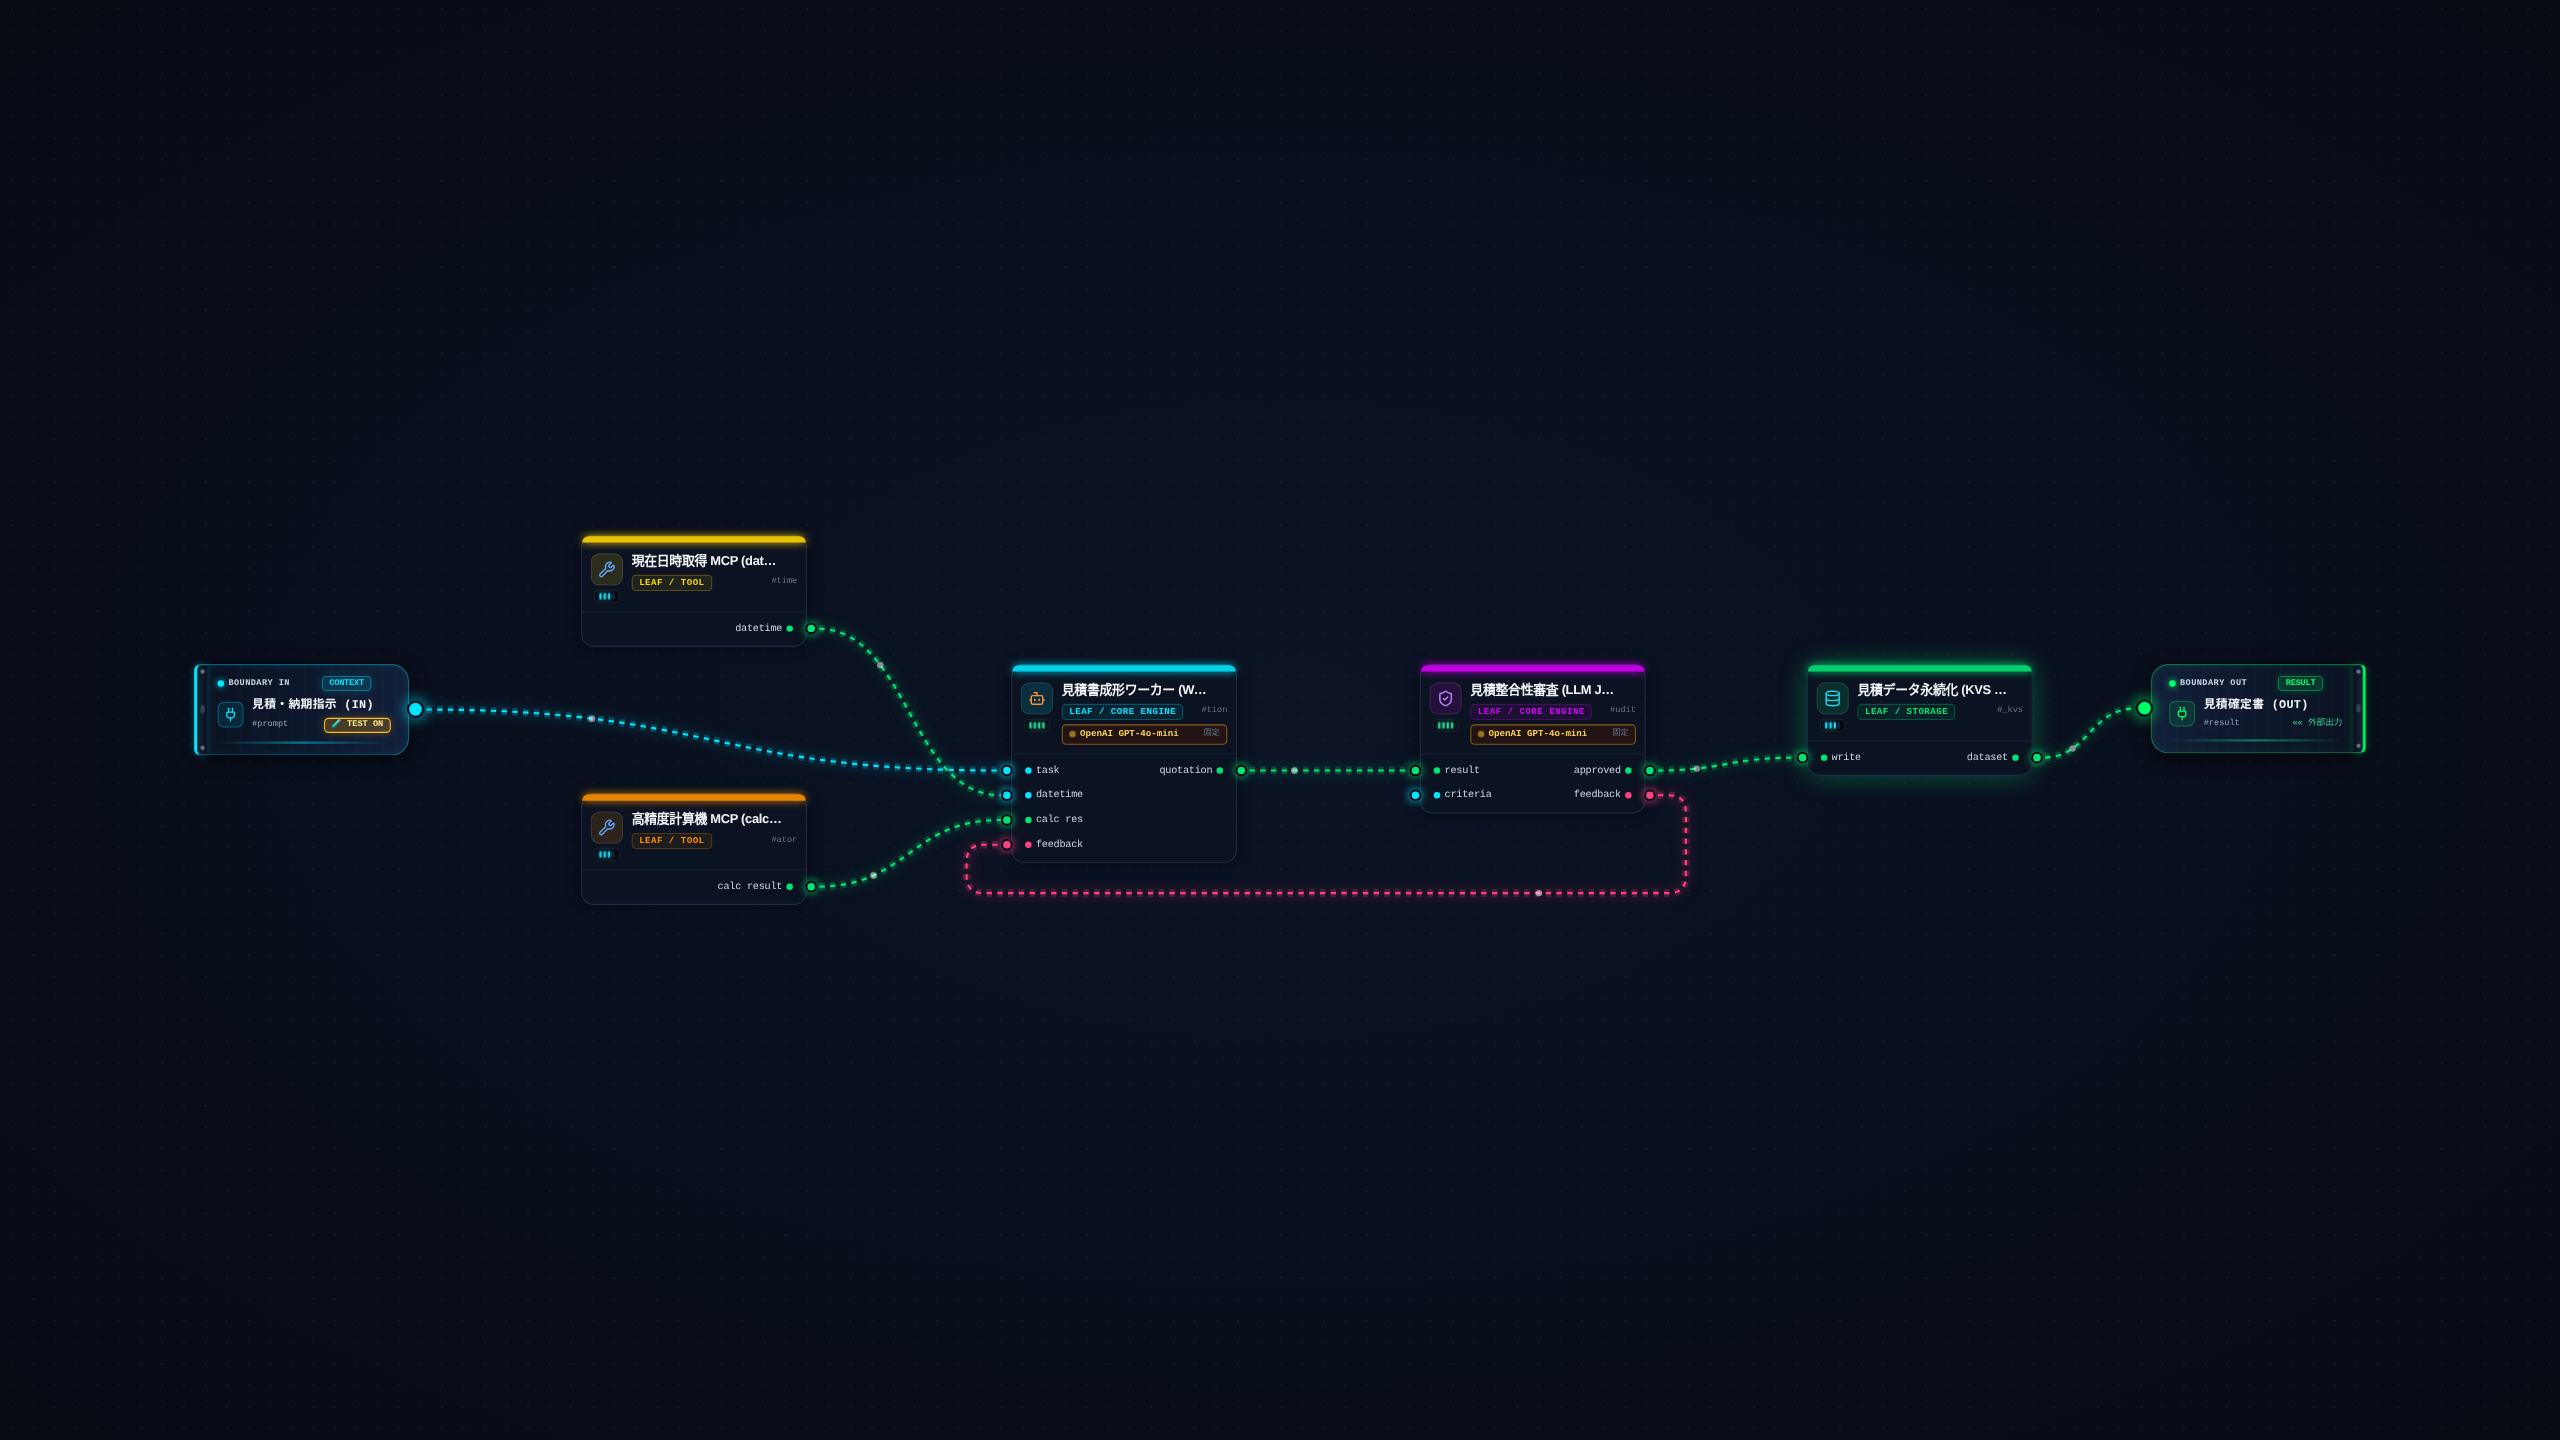 BOUNDARY IN
CONTEXT
見積・納期指示 (IN)
#prompt
TEST ON
現在日時取得 MCP (dat…
LEAF / TOOL
#time
datetime
高精度計算機 MCP (calc…
LEAF / TOOL
#ator
calc result
見積書成形ワーカー (W…
LEAF / CORE ENGINE
#tion
OpenAI GPT-4o-mini
固定
task
quotation
datetime
calc res
feedback
見積整合性審査 (LLM J…
LEAF / CORE ENGINE
#udit
OpenAI GPT-4o-mini
固定
result
approved
criteria
feedback
見積データ永続化 (KVS …
LEAF / STORAGE
#_kvs
write
dataset
BOUNDARY OUT
RESULT
見積確定書 (OUT)
#result
«« 外部出力